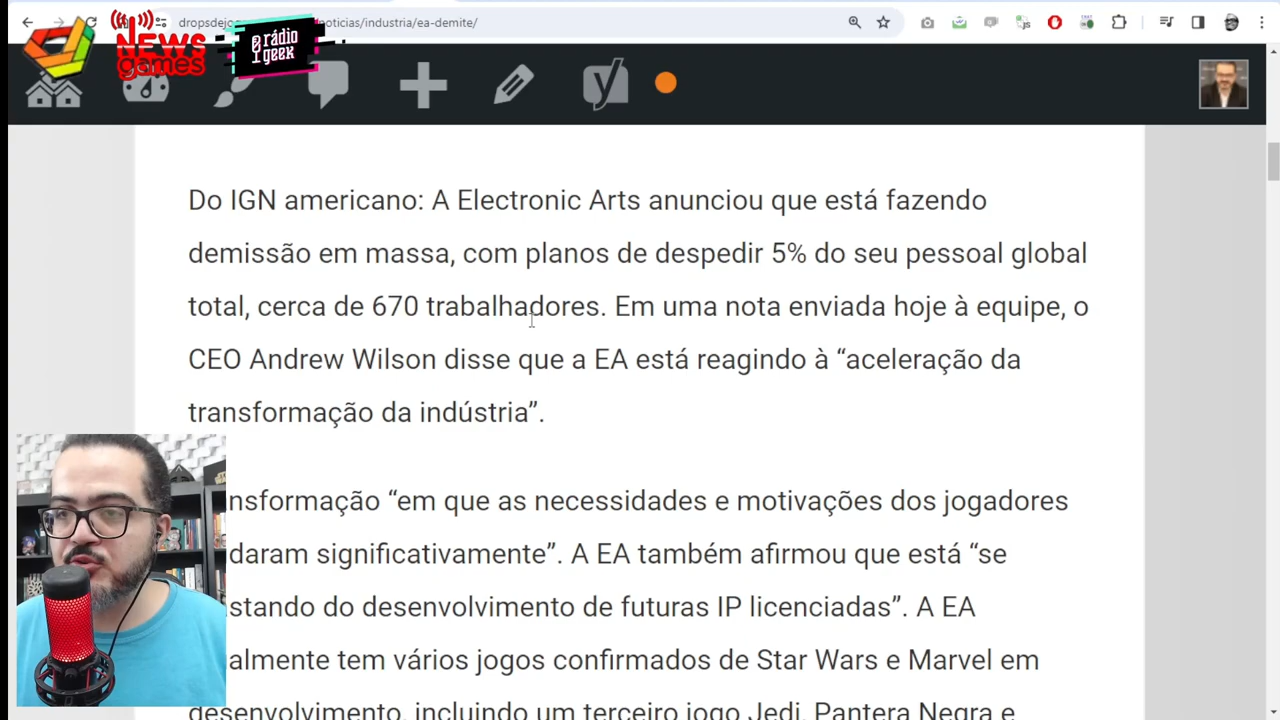 dropsdejo
noticias/industria/ea-demite/
NEWS
games
rádio
geek
Do IGN americano: A Electronic Arts anunciou que está fazendo
demissão em massa, com planos de despedir 5% do seu pessoal global
total, cerca de 670 trabalhadores. Em uma nota enviada hoje à equipe, o
CEO Andrew Wilson disse que a EA está reagindo à “aceleração da
transformação da indústria”.
nsformação “em que as necessidades e motivações dos jogadores
daram significativamente”. A EA também afirmou que está “se
stando do desenvolvimento de futuras IP licenciadas”. A EA
almente tem vários jogos confirmados de Star Wars e Marvel em
desenvolvimento, incluindo um terceiro jogo Jedi, Pantera Negra e